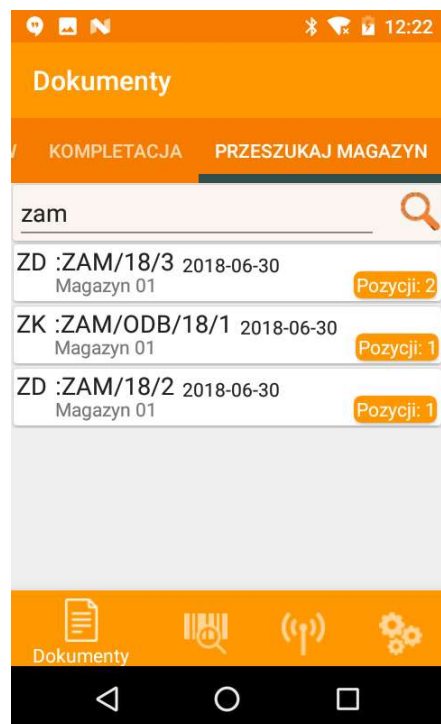 12:22
Dokumenty
KOMPLETACJA PRZESZUKAJ MAGAZYN
zam
ZD :ZAM/18/3 2018-06-30
Magazyn 01 Pozycji: 2
ZK :ZAM/ODB/18/1 2018-06-30
Magazyn 01 Pozycji: 1
ZD :ZAM/18/2 2018-06-30
Magazyn 01 Pozycji: 1
Dokumenty